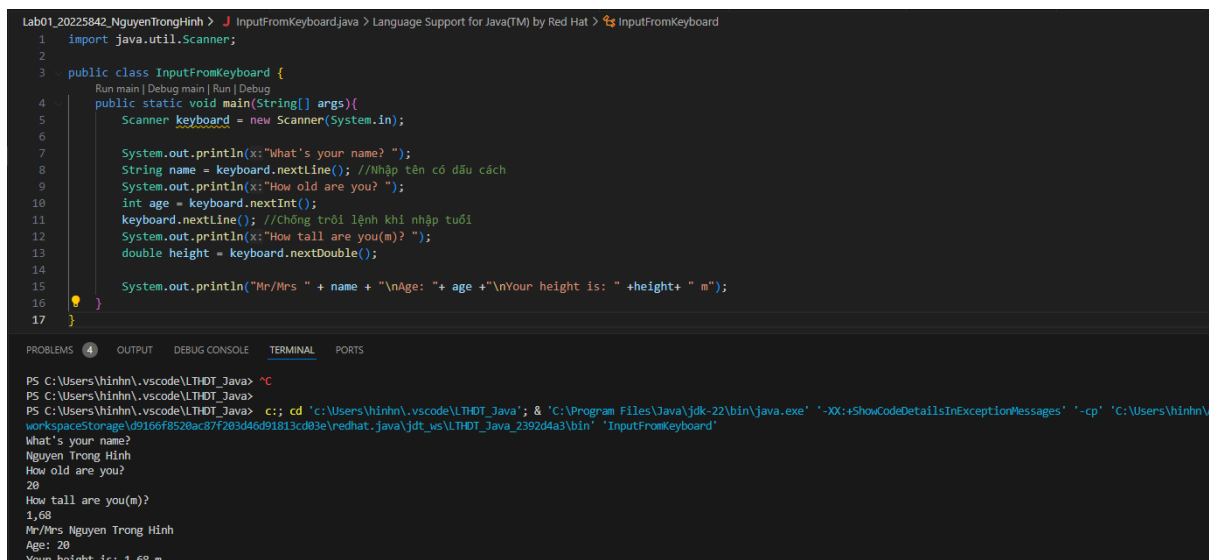 Lab01_20225842_NguyenTrongHinh > J InputFromKeyboard.java > Language Support for Java(TM) by Red Hat > InputFromKeyboard
1 import java.util.Scanner;
2
3 public class InputFromKeyboard {
Run main | Debug main | Run | Debug
4 public static void main(String[] args){
5 Scanner keyboard = new Scanner(System.in);
6
7 System.out.println(x:"What's your name? ");
8 String name = keyboard.nextLine(); //Nhập tên có dấu cách
9 System.out.println(x:"How old are you? ");
10 int age = keyboard.nextInt();
11 keyboard.nextLine(); //Chống trôi lệnh khi nhập tuổi
12 System.out.println(x:"How tall are you(m)? ");
13 double height = keyboard.nextDouble();
14
15 System.out.println("Mr/Mrs " + name + "\nAge: "+ age +"\nYour height is: " +height+ " m");
16 }
17 }
PROBLEMS 4 OUTPUT DEBUG CONSOLE TERMINAL PORTS
PS C:\Users\hinhn\.vscode\LTHDT_Java> ^C
PS C:\Users\hinhn\.vscode\LTHDT_Java>
PS C:\Users\hinhn\.vscode\LTHDT_Java> c:; cd 'c:\Users\hinhn\.vscode\LTHDT_Java'; & 'C:\Program Files\Java\jdk-22\bin\java.exe' '-XX:+ShowCodeDetailsInExceptionMessages' '-cp' 'C:\Users\hinhn\
workspaceStorage\d9166f8520ac87f203d46d91813cd03e\redhat.java\jdt_ws\LTHDT_Java_2392d4a3\bin' 'InputFromKeyboard'
What's your name?
Nguyen Trong Hinh
How old are you?
20
How tall are you(m)?
1,68
Mr/Mrs Nguyen Trong Hinh
Age: 20
Your height is: 1.68 m